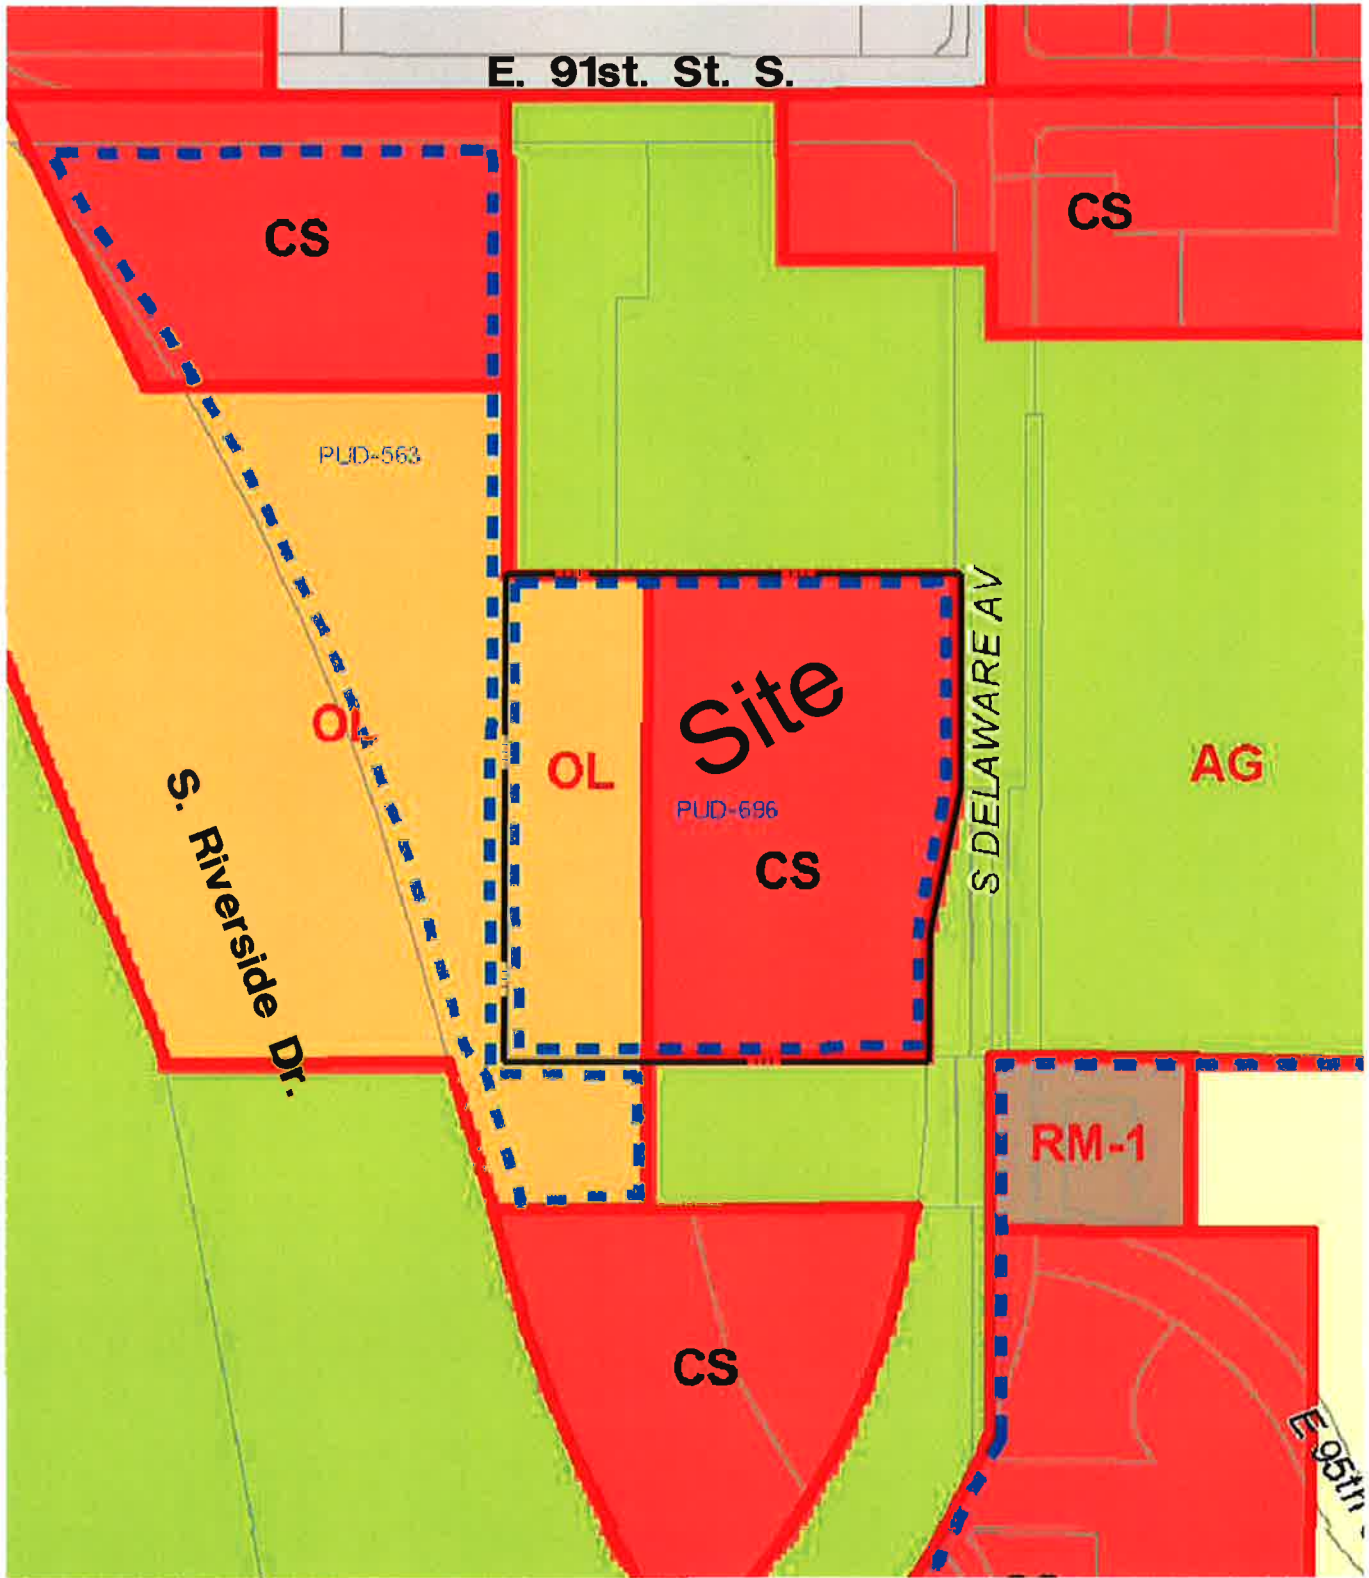 E. 91st. St. S.
CS
CS
PUD-563
S DELAWARE AV
Site
OL
OL
AG
S. Riverside Dr.
PUD-696
CS
RM-1
CS
E 95th